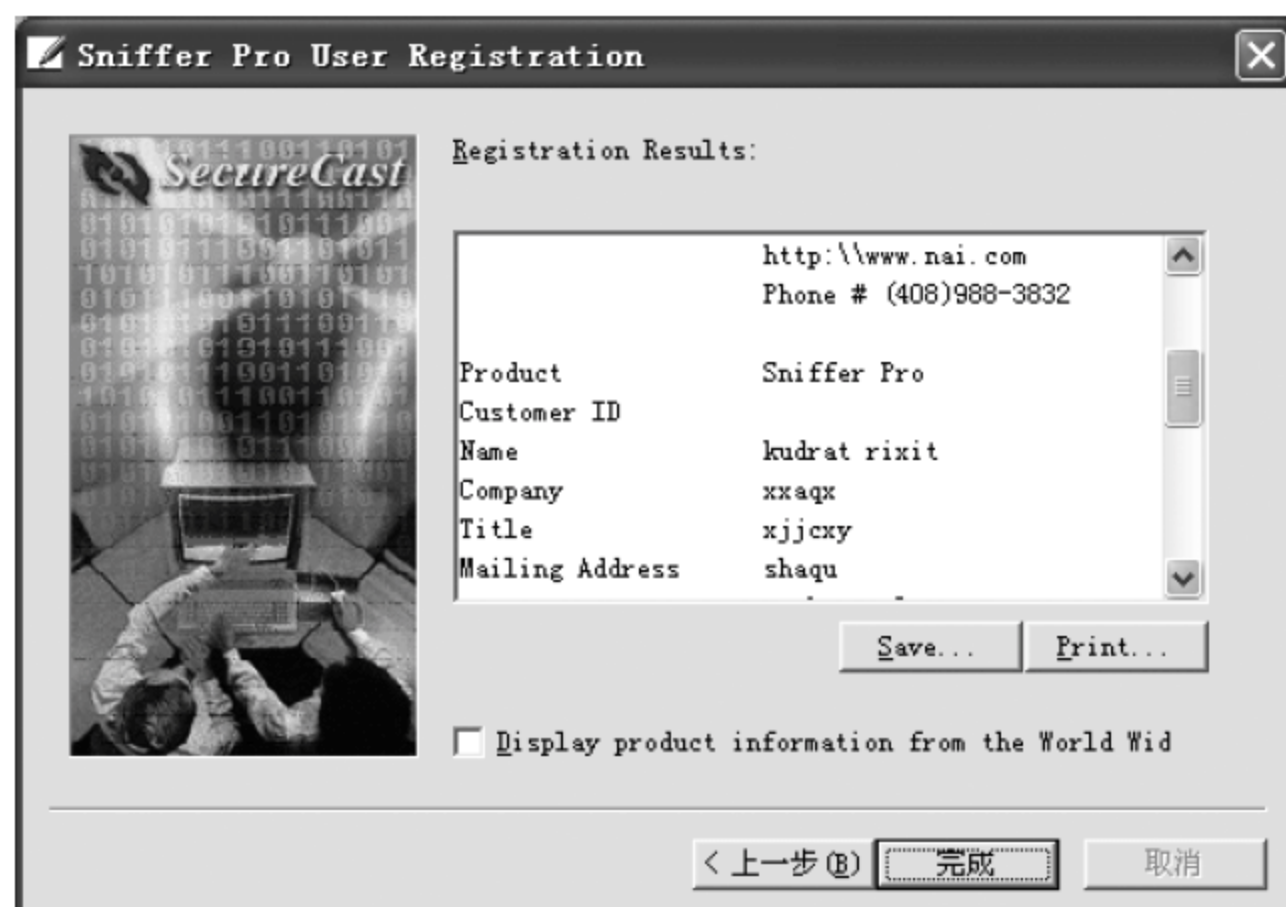 Sniffer Pro User Registration
SecureCast
Registration Results:
http:\\www.nai.com
Phone # (408)988-3832
Product Sniffer Pro
Customer ID
Name kudrat rixit
Company xxaqx
Title xjjcxy
Mailing Address shaqu
Save... Print...
Display product information from the World Wid
< 上一步(B) 完成 取消